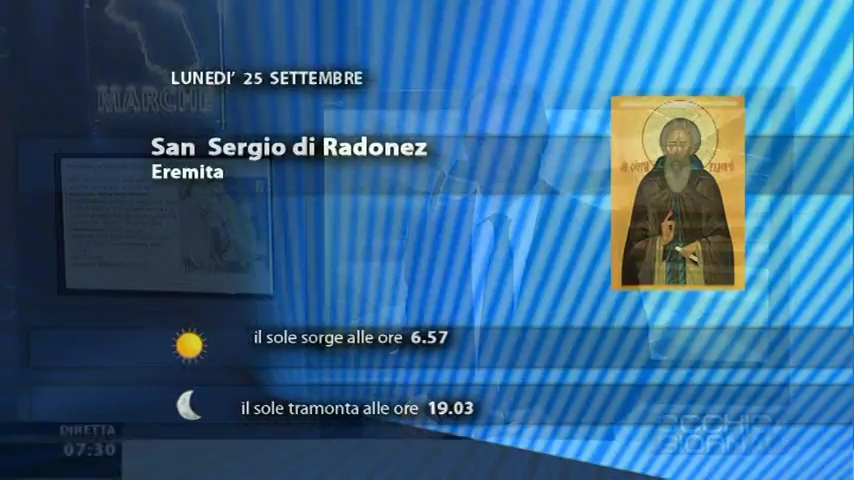 MARCHE
LUNEDI' 25 SETTEMBRE
San Sergio di Radonez
Eremita
il sole sorge alle ore 6.57
il sole tramonta alle ore 19.03
DIRETTA
07:30